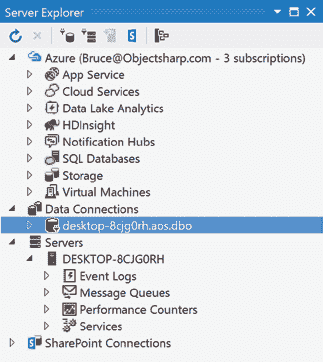 Server Explorer
Azure (Bruce@Objectsharp.com - 3 subscriptions)
App Service
Cloud Services
Data Lake Analytics
HDInsight
Notification Hubs
SQL Databases
Storage
Virtual Machines
Data Connections
desktop-8cjg0rh.aos.dbo
Servers
DESKTOP-8CJG0RH
Event Logs
Message Queues
Performance Counters
Services
SharePoint Connections